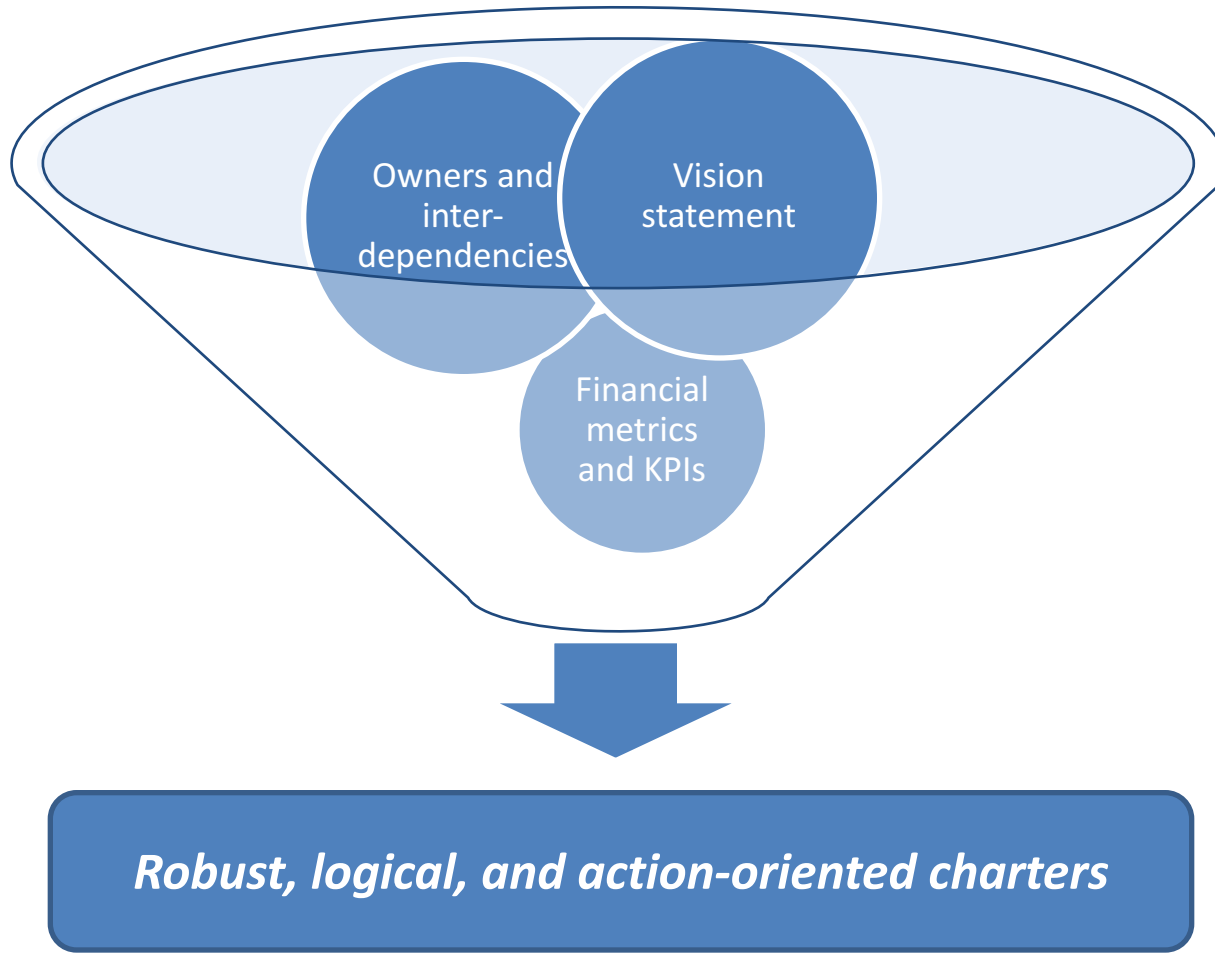 Owners and
inter-
dependencies
Vision
statement
Financial
metrics
and KPIs
Robust, logical, and action-oriented charters